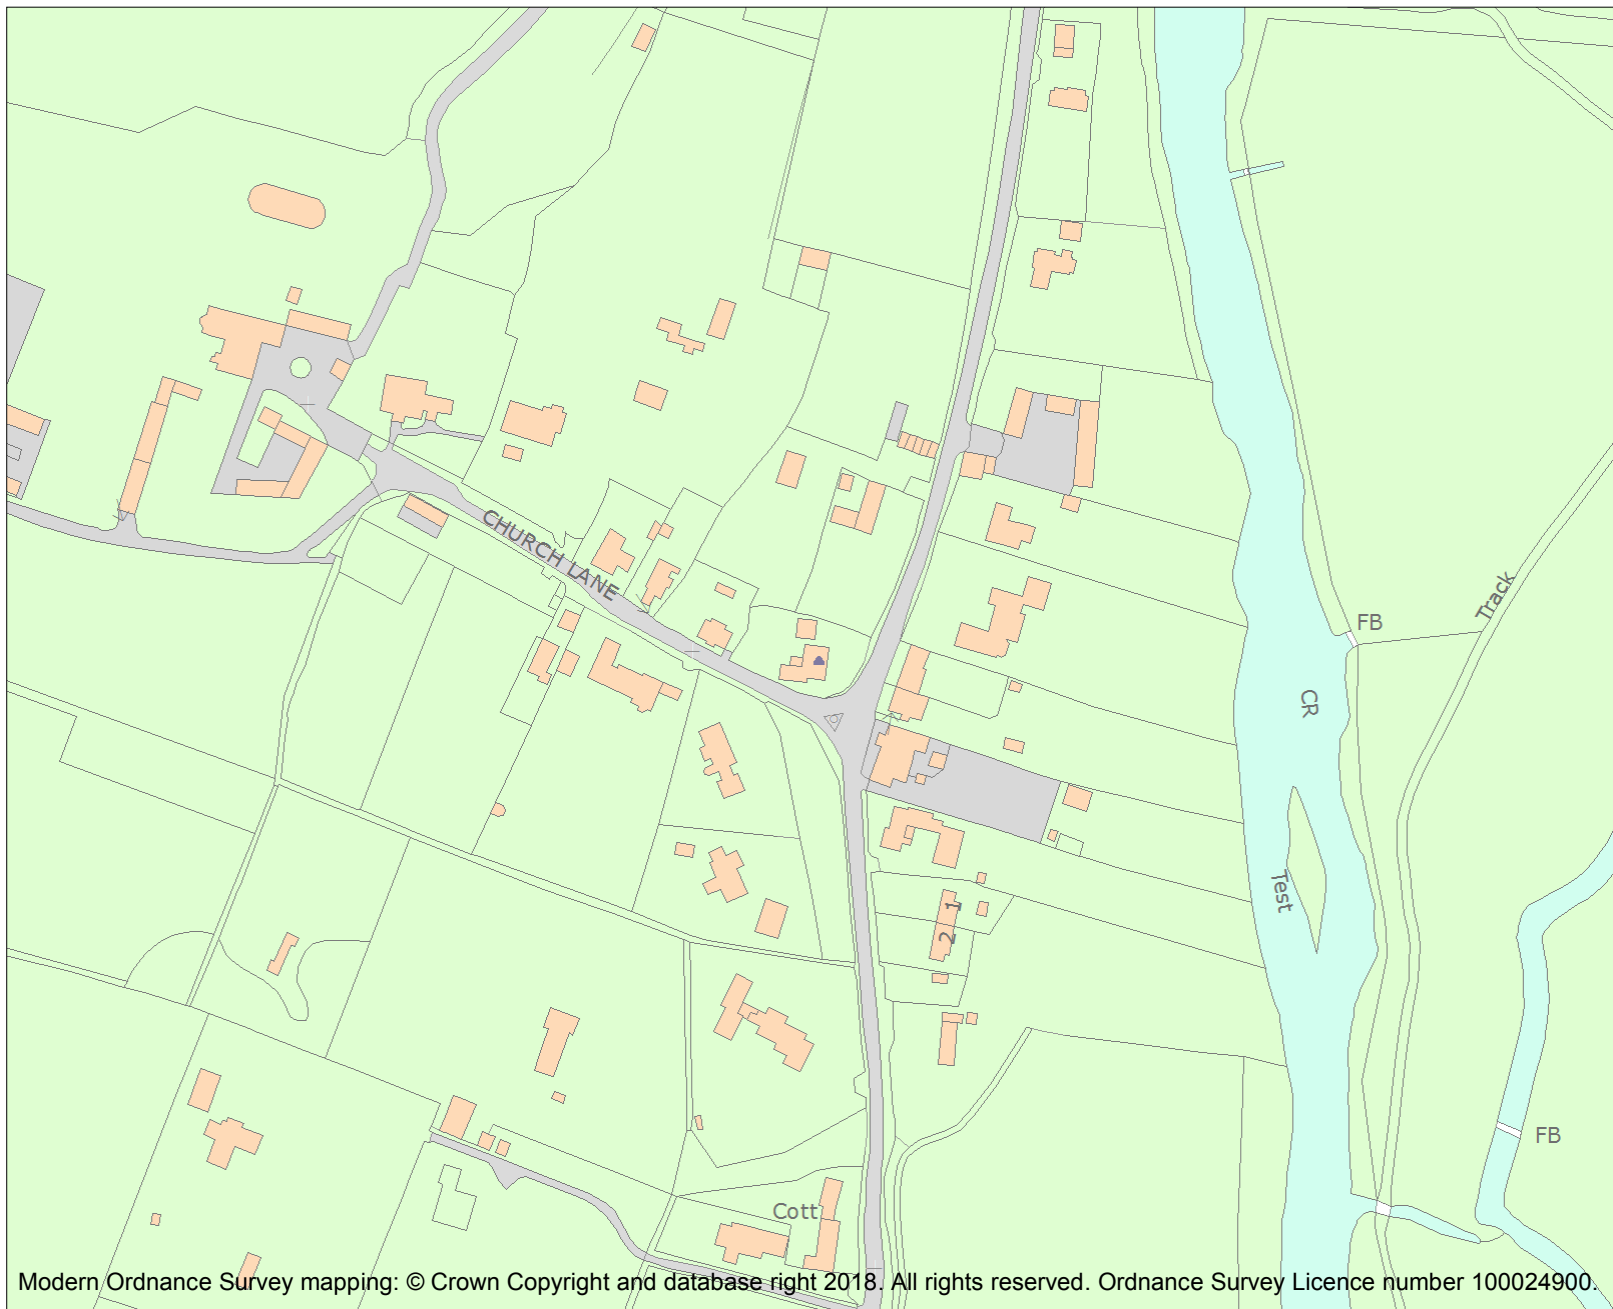 CHURCH LANE
Track
FB
CR
Test
1
2
FB
Cott
Modern Ordnance Survey mapping: © Crown Copyright and database right 2018. All rights reserved. Ordnance Survey Licence number 100024900.